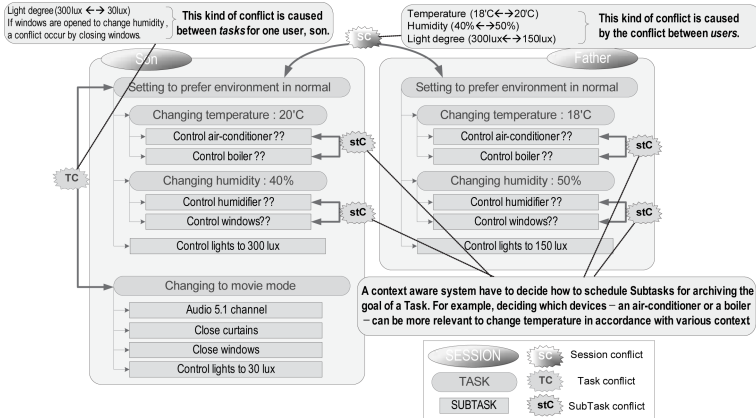 Light degree(300lux ←→ 30lux)
If windows are opened to change humidity,
a conflict occur by closing windows.
This kind of conflict is caused
between tasks for one user, son.
Temperature (18'C←→20'C)
Humidity (40%←→50%)
Light degree (300lux←→150lux)
This kind of conflict is caused
by the conflict between users.
SC
Son
Setting to prefer environment in normal
Changing temperature : 20'C
Control air-conditioner ??
Control boiler ??
stC
Changing humidity : 40%
Control humidifier ??
Control windows??
stC
Control lights to 300 lux
TC
Changing to movie mode
Audio 5.1 channel
Close curtains
Close windows
Control lights to 30 lux
Father
Setting to prefer environment in normal
Changing temperature : 18'C
Control air-conditioner ??
Control boiler ??
stC
Changing humidity : 50%
Control humidifier ??
Control windows??
stC
Control lights to 150 lux
A context aware system have to decide how to schedule Subtasks for archiving the
goal of a Task. For example, deciding which devices – an air-conditioner or a boiler
– can be more relevant to change temperature in accordance with various context
SESSION
SC
Session conflict
TASK
TC
Task conflict
SUBTASK
stC
SubTask conflict